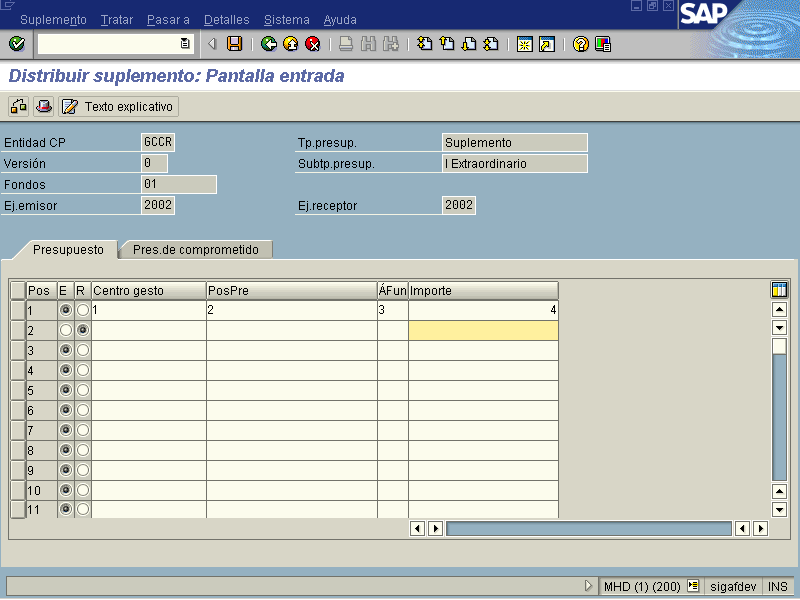 Suplemento Tratar Pasar a Detalles Sistema Ayuda
SAP
Distribuir suplemento: Pantalla entrada
Texto explicativo
Entidad CP GCCR Tp.presup. Suplemento
Versión 0 Subtp.presup. I Extraordinario
Fondos 01
Ej.emisor 2002 Ej.receptor 2002
Presupuesto Pres.de comprometido
Pos E R Centro gesto PosPre ÁFun Importe
1 1 2 3 4
2
3
4
5
6
7
8
9
10
11
MHD (1) (200) sigafdev INS